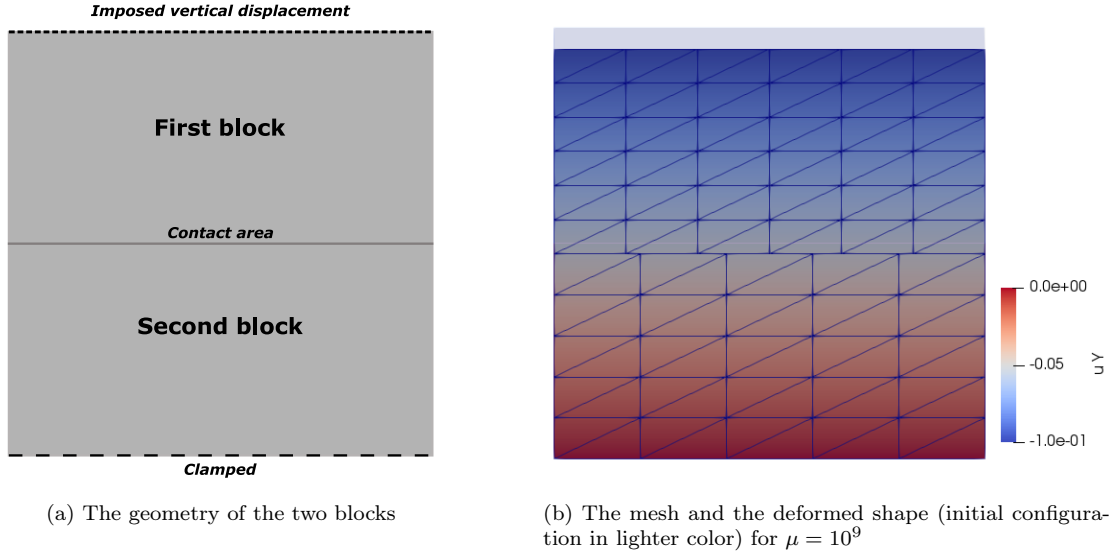 Imposed vertical displacement
First block
Contact area
Second block
Clamped
0.0e+00
-0.05
-1.0e-01
u Y
(a) The geometry of the two blocks
(b) The mesh and the deformed shape (initial configura-
tion in lighter color) for μ = 10⁹